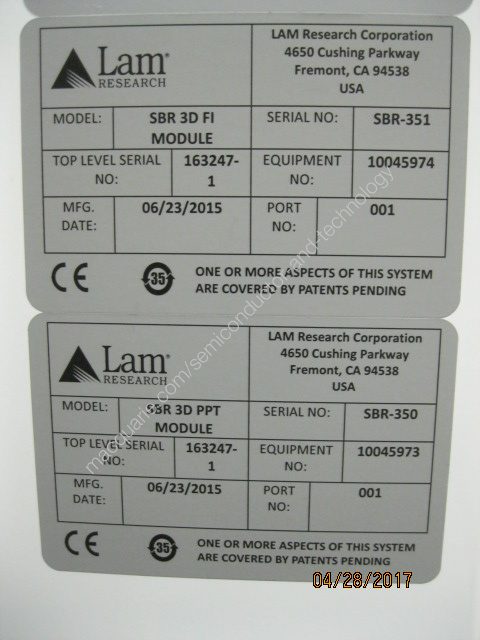 Lam
RESEARCH
LAM Research Corporation
4650 Cushing Parkway
Fremont, CA 94538
USA
MODEL:
SBR 3D FI
MODULE
SERIAL NO:
SBR-351
TOP LEVEL SERIAL
NO:
163247-
1
EQUIPMENT
NO:
10045974
MFG.
DATE:
06/23/2015
PORT
NO:
001
CE
35
ONE OR MORE ASPECTS OF THIS SYSTEM
ARE COVERED BY PATENTS PENDING
Lam
RESEARCH
LAM Research Corporation
4650 Cushing Parkway
Fremont, CA 94538
USA
MODEL:
SBR 3D PPT
MODULE
SERIAL NO:
SBR-350
TOP LEVEL SERIAL
NO:
163247-
1
EQUIPMENT
NO:
10045973
MFG.
DATE:
06/23/2015
PORT
NO:
001
CE
35
ONE OR MORE ASPECTS OF THIS SYSTEM
ARE COVERED BY PATENTS PENDING
04/28/2017
macquarie.com/semiconductor-and-technology